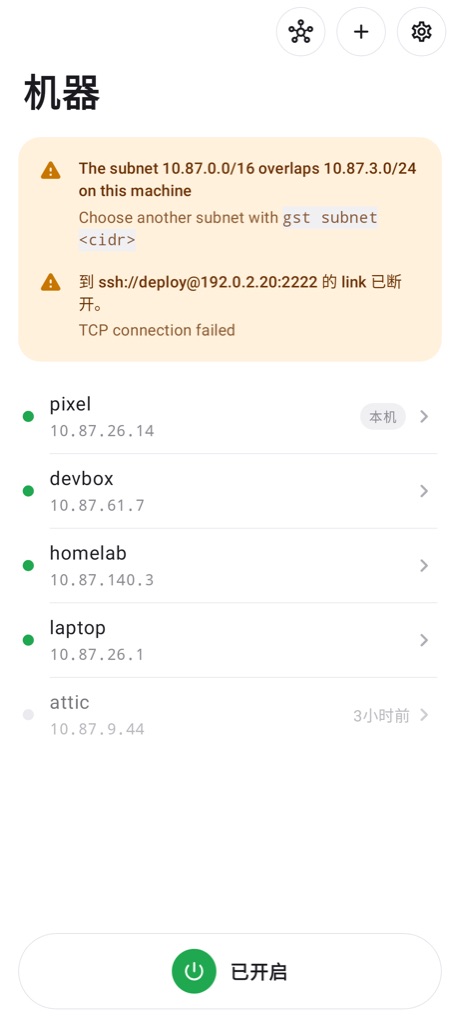 机器
The subnet 10.87.0.0/16 overlaps 10.87.3.0/24
on this machine
Choose another subnet with gst subnet
<cidr>
到 ssh://deploy@192.0.2.20:2222 的 link 已断
开。
TCP connection failed
pixel
10.87.26.14
本机
devbox
10.87.61.7
homelab
10.87.140.3
laptop
10.87.26.1
attic
10.87.9.44
3小时前
已开启